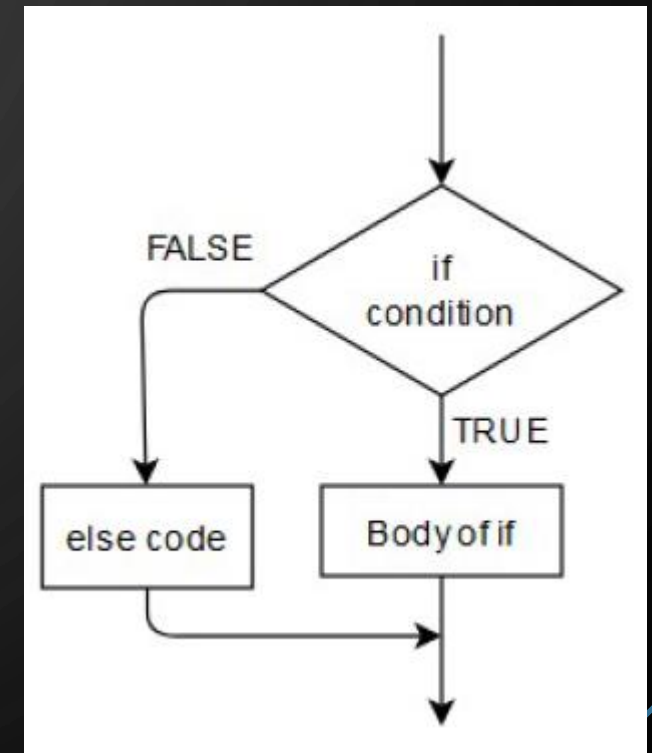 FALSE
if
condition
TRUE
else code
Body of if